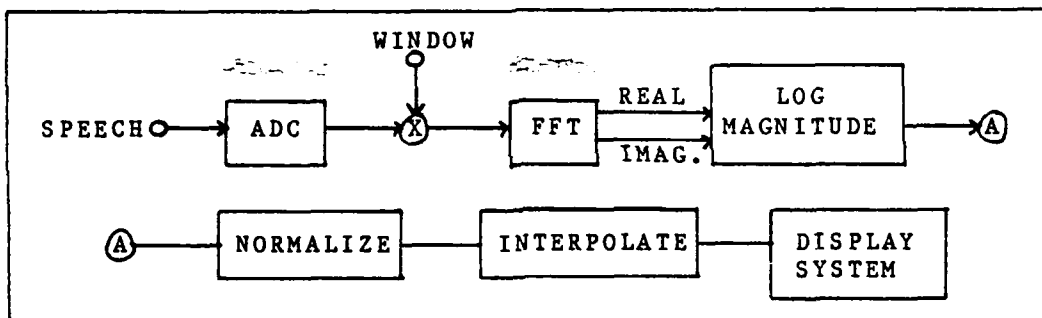 WINDOW
SPEECH
ADC
X
FFT
REAL
IMAG.
LOG
MAGNITUDE
A
A
NORMALIZE
INTERPOLATE
DISPLAY
SYSTEM